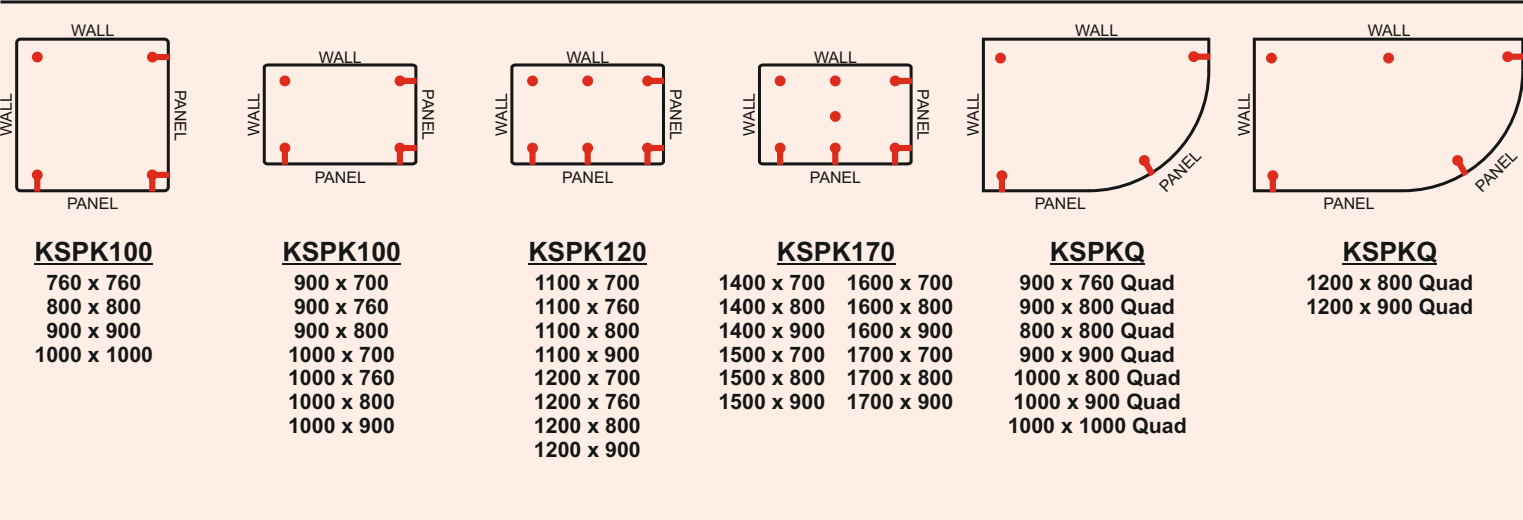 WALL
WALL
PANEL
PANEL
KSPK100
760 x 760
800 x 800
900 x 900
1000 x 1000
WALL
WALL
PANEL
PANEL
KSPK100
900 x 700
900 x 760
900 x 800
1000 x 700
1000 x 760
1000 x 800
1000 x 900
WALL
WALL
PANEL
PANEL
KSPK120
1100 x 700
1100 x 760
1100 x 800
1100 x 900
1200 x 700
1200 x 760
1200 x 800
1200 x 900
WALL
WALL
PANEL
PANEL
KSPK170
1400 x 700 1600 x 700
1400 x 800 1600 x 800
1400 x 900 1600 x 900
1500 x 700 1700 x 700
1500 x 800 1700 x 800
1500 x 900 1700 x 900
WALL
WALL
PANEL
PANEL
KSPKQ
900 x 760 Quad
900 x 800 Quad
800 x 800 Quad
900 x 900 Quad
1000 x 800 Quad
1000 x 900 Quad
1000 x 1000 Quad
WALL
WALL
PANEL
PANEL
KSPKQ
1200 x 800 Quad
1200 x 900 Quad